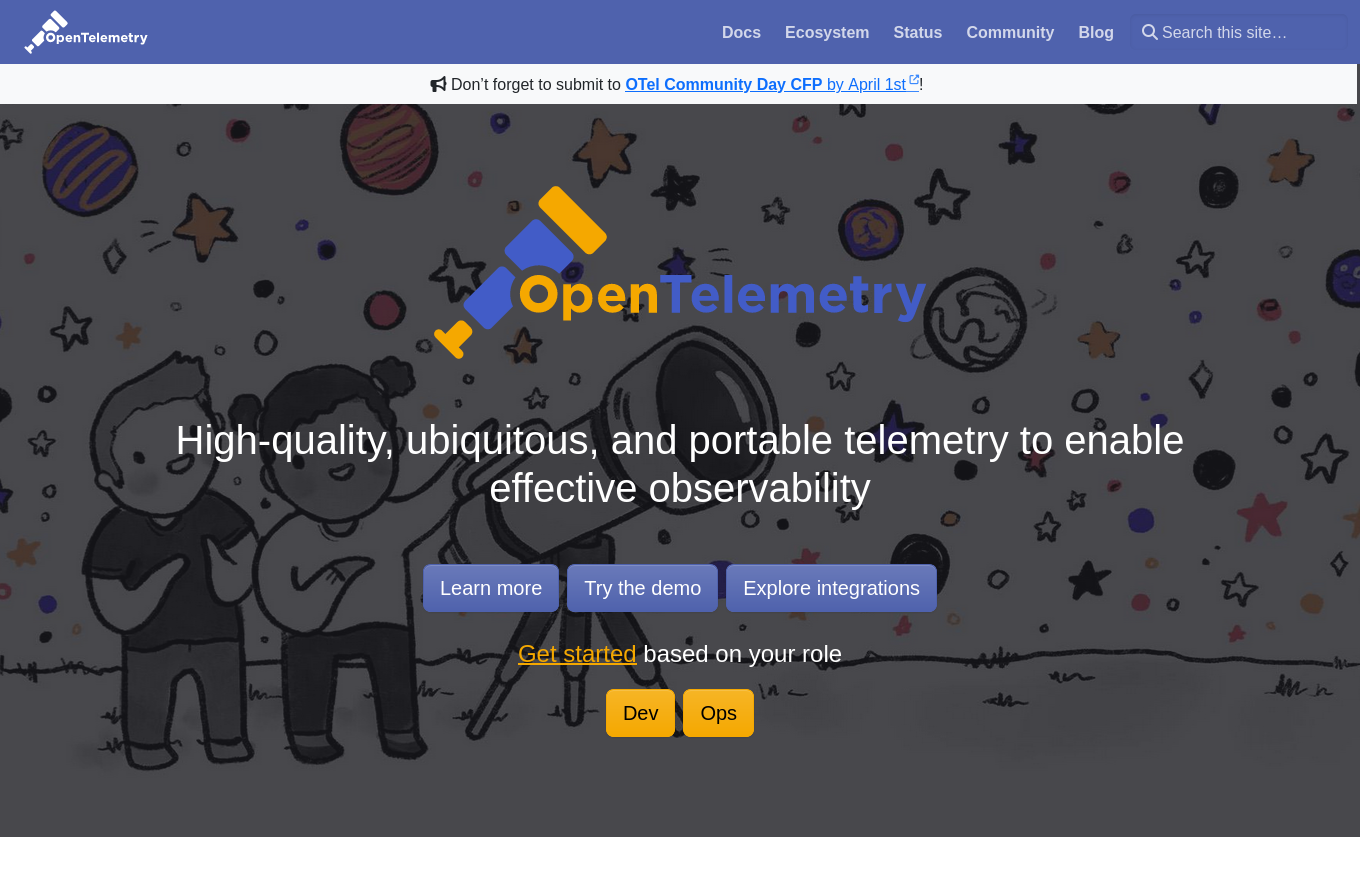 OpenTelemetry
Docs Ecosystem Status Community Blog Search this site…
Don’t forget to submit to OTel Community Day CFP by April 1st!
OpenTelemetry
High-quality, ubiquitous, and portable telemetry to enable
effective observability
Learn more Try the demo Explore integrations
Get started based on your role
Dev Ops